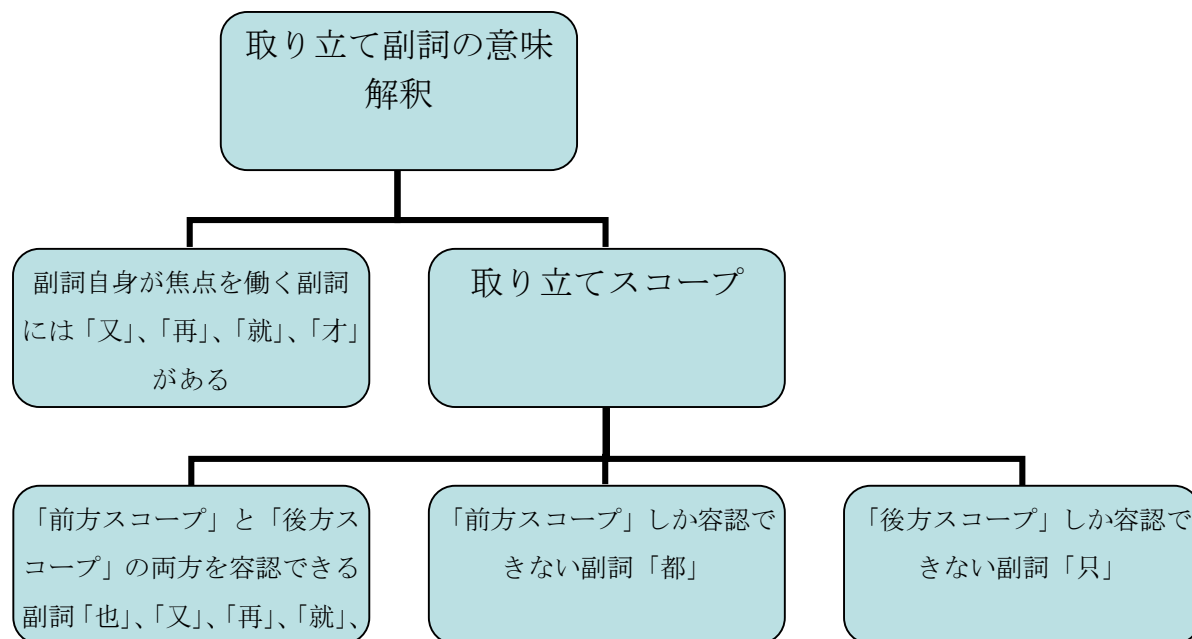 取り立て副詞の意味
解釈
副詞自身が焦点を働く副詞
には「又」、「再」、「就」、「才」
がある
取り立てスコープ
「前方スコープ」と「後方ス
コープ」の両方を容認できる
副詞「也」、「又」、「再」、「就」、
「前方スコープ」しか容認で
きない副詞「都」
「後方スコープ」しか容認で
きない副詞「只」